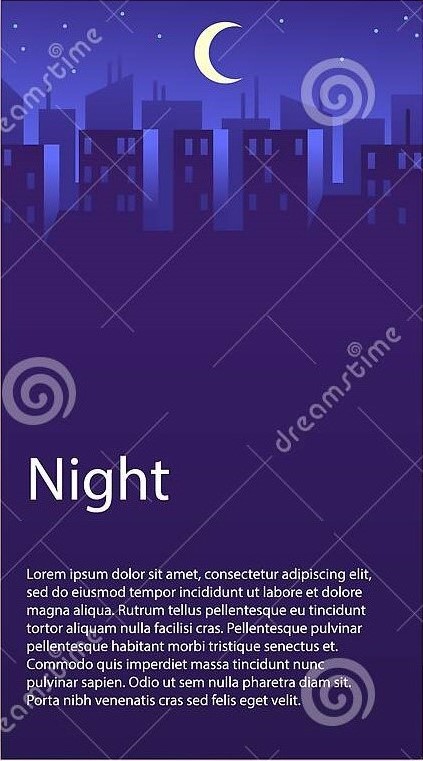 dreamstime
dreamstime
Night
Lorem ipsum dolor sit amet, consectetur adipiscing elit,
sed do eiusmod tempor incididunt ut labore et dolore
magna aliqua. Rutrum tellus pellentesque eu tincidunt
tortor aliquam nulla facilisi cras. Pellentesque pulvinar
pellentesque habitant morbi tristique senectus et.
Commodo quis imperdiet massa tincidunt nunc
pulvinar sapien. Odio ut sem nulla pharetra diam sit.
Porta nibh venenatis cras sed felis eget velit.
dreamstime